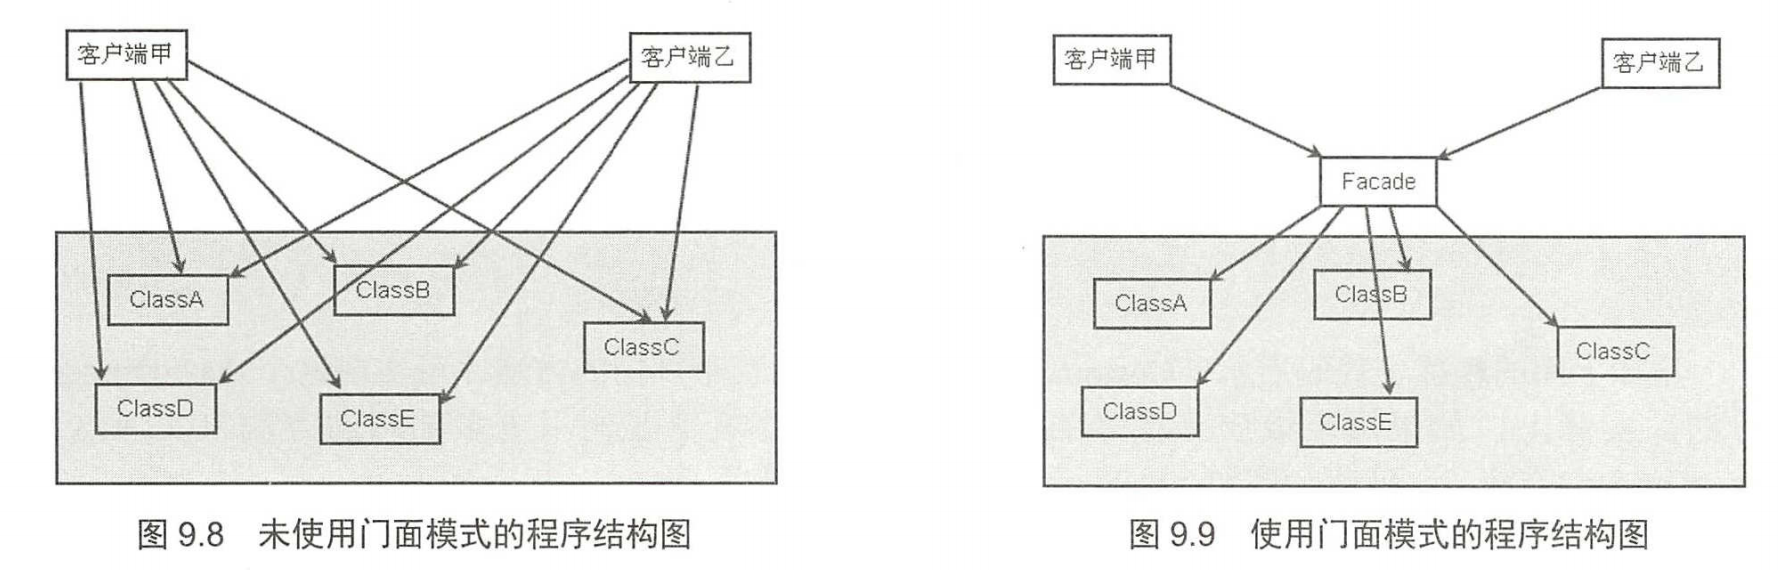 客户端甲
客户端乙
ClassA
ClassB
ClassC
ClassD
ClassE
图 9.8 未使用门面模式的程序结构图
客户端甲
客户端乙
Facade
ClassA
ClassB
ClassC
ClassD
ClassE
图 9.9 使用门面模式的程序结构图